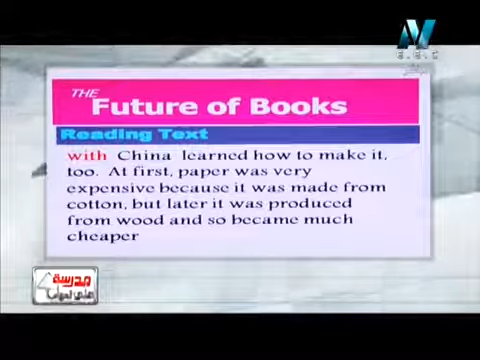 THE
Future of Books
Reading Text
with China learned how to make it,
too. At first, paper was very
expensive because it was made from
cotton, but later it was produced
from wood and so became much
cheaper
مدرسة
على الهواء